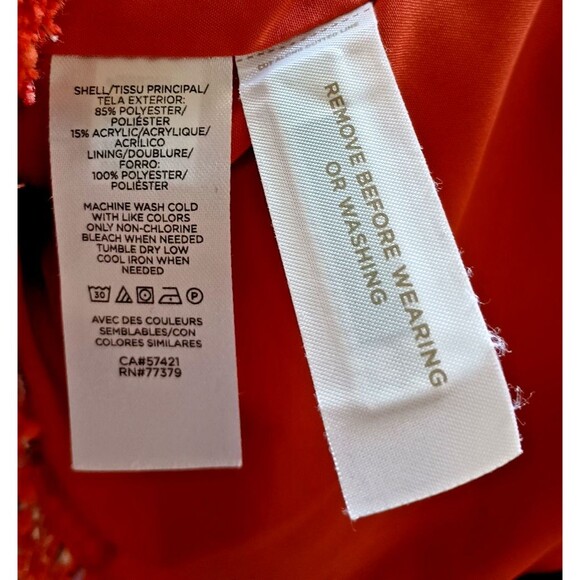 SHELL/TISSU PRINCIPAL/
TELA EXTERIOR:
85% POLYESTER/
POLIÉSTER
15% ACRYLIC/ACRYLIQUE/
ACRÍLICO
LINING/DOUBLURE/
FORRO:
100% POLYESTER/
POLIÉSTER
MACHINE WASH COLD
WITH LIKE COLORS
ONLY NON-CHLORINE
BLEACH WHEN NEEDED
TUMBLE DRY LOW
COOL IRON WHEN
NEEDED
30 P
AVEC DES COULEURS
SEMBLABLES/CON
COLORES SIMILARES
CA#57421
RN#77379
REMOVE BEFORE WEARING
OR WASHING